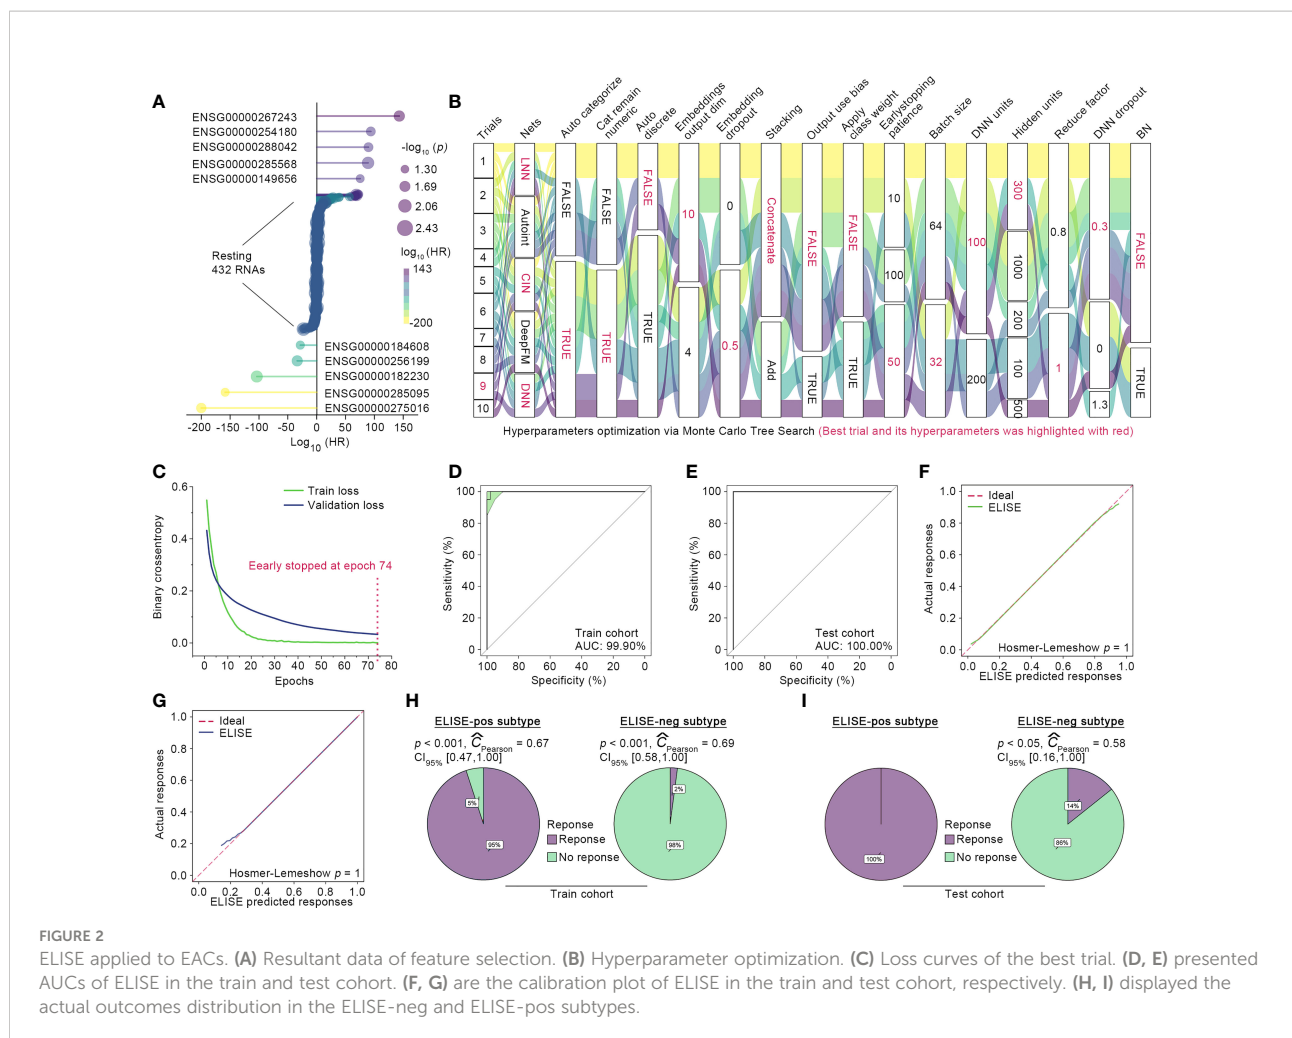 A
ENSG00000267243
ENSG00000254180
ENSG00000288042
ENSG00000285568
ENSG00000149656
Resting
432 RNAs
ENSG00000184608
ENSG00000256199
ENSG00000182230
ENSG00000285095
ENSG00000275016
-200 -150 -100 -50 0 50 100 150
Log10 (HR)
-log10 (p)
1.30
1.69
2.06
2.43
log10 (HR)
143
-200
B
Trials
Nets
Auto categorize
Cat remain
numeric
Auto
discrete
Embeddings
output dim
Embedding
dropout
Stacking
Output use bias
Apply
class weight
Earlystopping
patience
Batch size
DNN units
Hidden units
Reduce factor
DNN dropout
BN
1
2
3
4
5
6
7
8
9
10
LNN
Autoint
CIN
DeepFM
DNN
FALSE
TRUE
FALSE
TRUE
FALSE
TRUE
10
4
0
0.5
Concatenate
Add
FALSE
TRUE
FALSE
TRUE
10
100
50
64
32
100
200
300
1000
200
100
500
0.8
1
0.3
0
1.3
FALSE
TRUE
Hyperparameters optimization via Monte Carlo Tree Search (Best trial and its hyperparameters was highlighted with red)
C
Binary crossentropy
0.6
0.4
0.2
0.0
Train loss
Validation loss
Eearly stopped at epoch 74
0 10 20 30 40 50 60 70 80
Epochs
D
Sensitivity (%)
100
80
60
40
20
0
Train cohort
AUC: 99.90%
100 80 60 40 20 0
Specificity (%)
E
Sensitivity (%)
100
80
60
40
20
0
Test cohort
AUC: 100.00%
100 80 60 40 20 0
Specificity (%)
F
Actual responses
1.0
0.8
0.6
0.4
0.2
0.0
Ideal
ELISE
Hosmer-Lemeshow p = 1
0.0 0.2 0.4 0.6 0.8 1.0
ELISE predicted responses
G
Actual responses
1.0
0.8
0.6
0.4
0.2
0.0
Ideal
ELISE
Hosmer-Lemeshow p = 1
0.0 0.2 0.4 0.6 0.8 1.0
ELISE predicted responses
H
ELISE-pos subtype
p < 0.001, ĈPearson = 0.67
CI95% [0.47,1.00]
5%
95%
ELISE-neg subtype
p < 0.001, ĈPearson = 0.69
CI95% [0.58,1.00]
2%
98%
Reponse
Reponse
No reponse
Train cohort
I
ELISE-pos subtype
100%
ELISE-neg subtype
p < 0.05, ĈPearson = 0.58
CI95% [0.16,1.00]
14%
86%
Reponse
Reponse
No reponse
Test cohort
FIGURE 2
ELISE applied to EACs. (A) Resultant data of feature selection. (B) Hyperparameter optimization. (C) Loss curves of the best trial. (D, E) presented
AUCs of ELISE in the train and test cohort. (F, G) are the calibration plot of ELISE in the train and test cohort, respectively. (H, I) displayed the
actual outcomes distribution in the ELISE-neg and ELISE-pos subtypes.